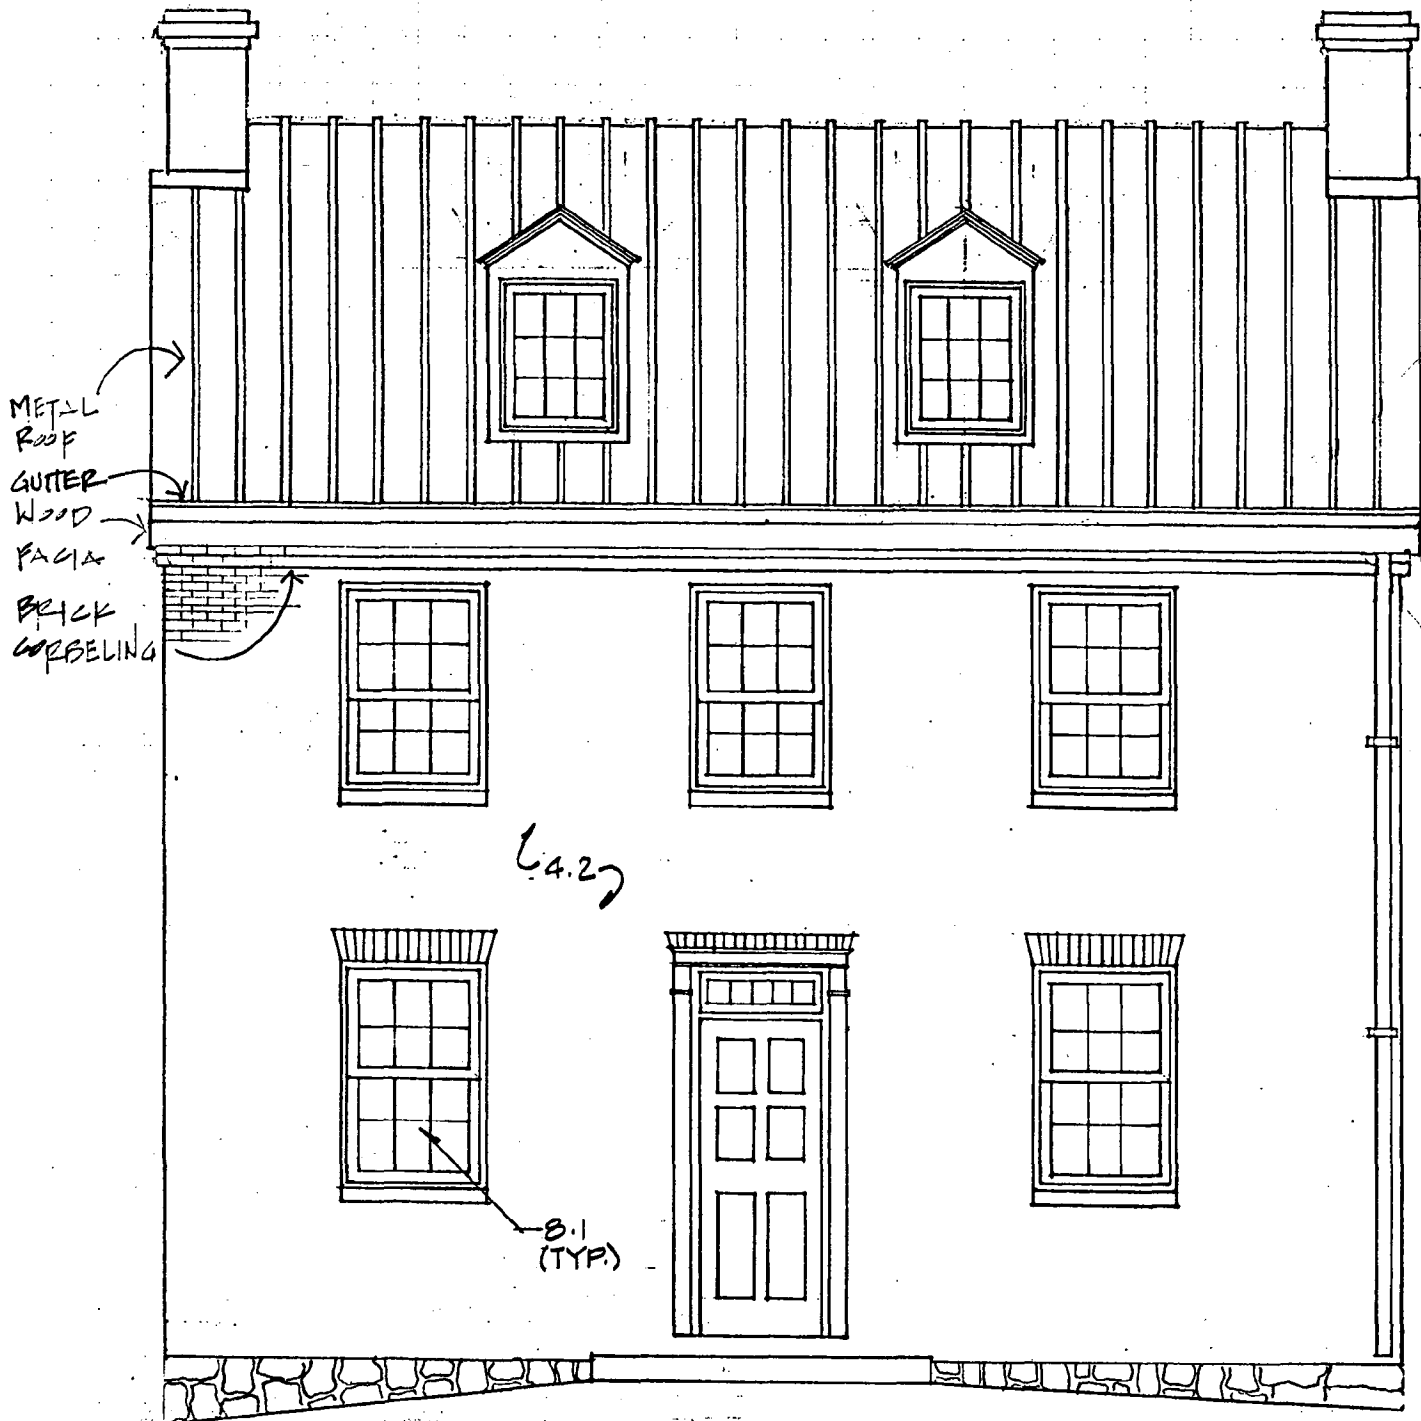 METAL
ROOF
GUTTER
WOOD
FACIA
BRICK
CORBELING
4.2
8.1
(TYP.)